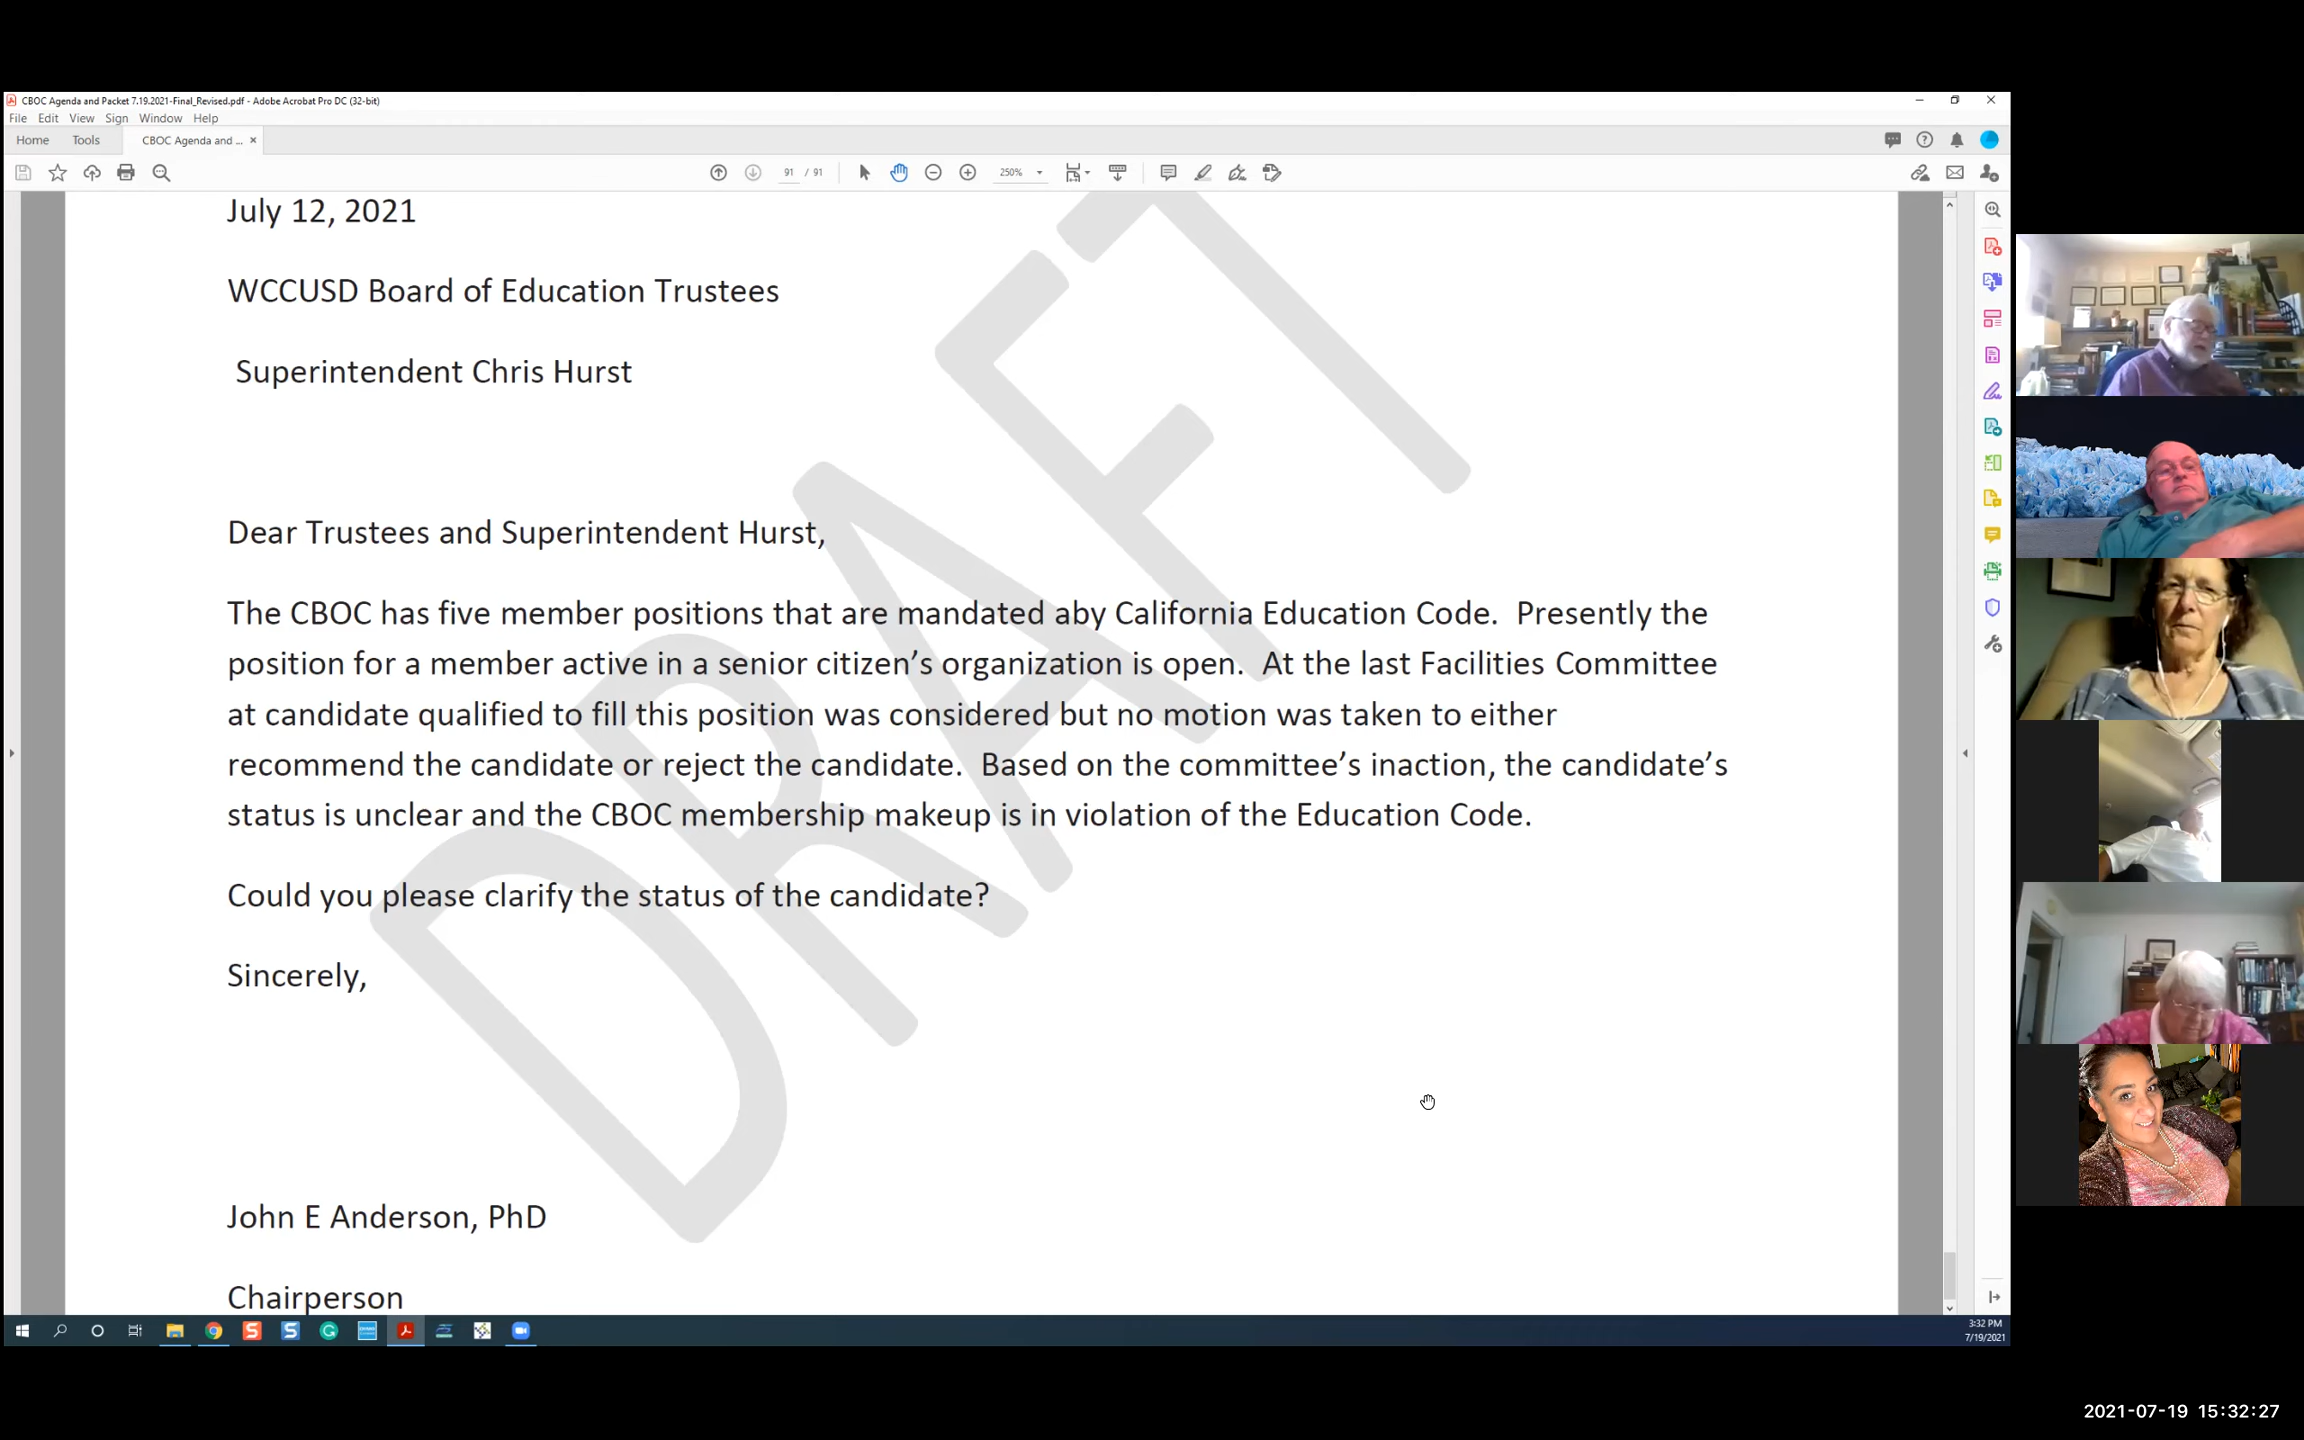 CBOC Agenda and Packet 7.19.2021-Final_Revised.pdf - Adobe Acrobat Pro DC (32-bit)
File Edit View Sign Window Help
Home Tools CBOC Agenda and ...
91 / 91 250%
July 12, 2021
WCCUSD Board of Education Trustees
Superintendent Chris Hurst
Dear Trustees and Superintendent Hurst,
The CBOC has five member positions that are mandated aby California Education Code. Presently the
position for a member active in a senior citizen’s organization is open. At the last Facilities Committee
at candidate qualified to fill this position was considered but no motion was taken to either
recommend the candidate or reject the candidate. Based on the committee’s inaction, the candidate’s
status is unclear and the CBOC membership makeup is in violation of the Education Code.
Could you please clarify the status of the candidate?
Sincerely,
John E Anderson, PhD
Chairperson
DRAFT
3:32 PM
7/19/2021
2021-07-19 15:32:27